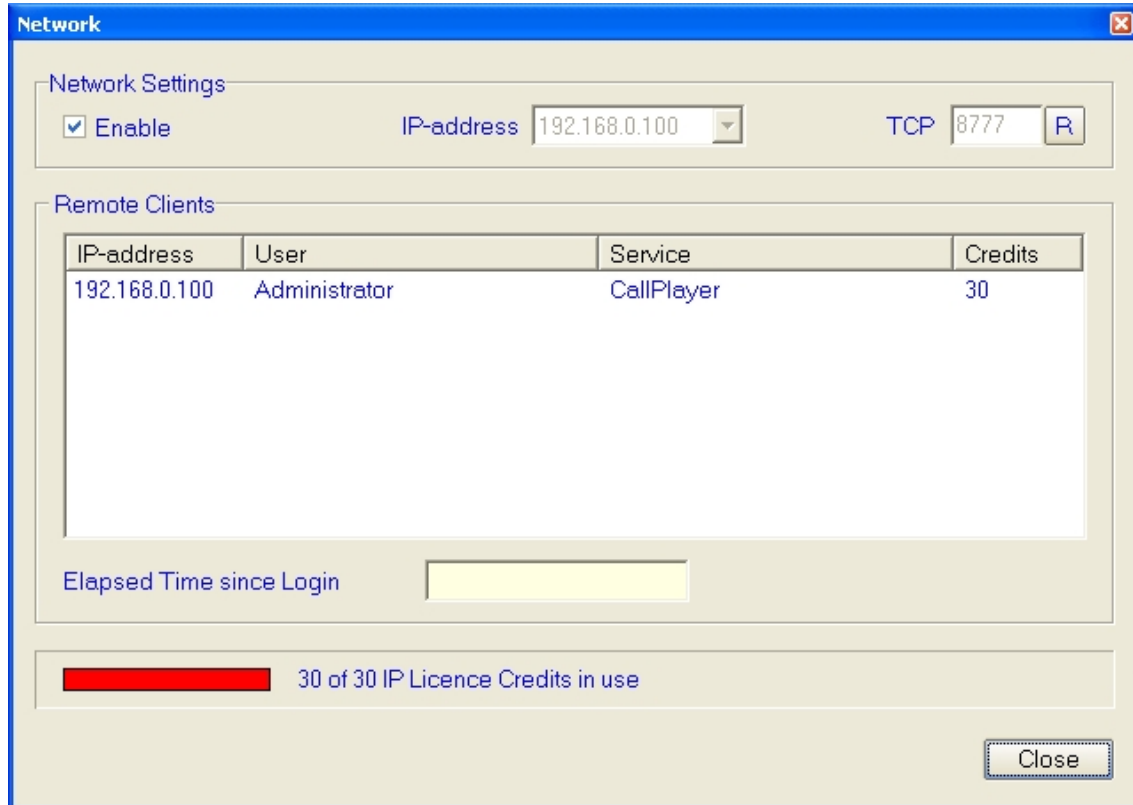 Network
Network Settings
Enable IP-address 192.168.0.100 TCP 8777 R
Remote Clients
IP-address User Service Credits
192.168.0.100 Administrator CallPlayer 30
Elapsed Time since Login
30 of 30 IP Licence Credits in use
Close